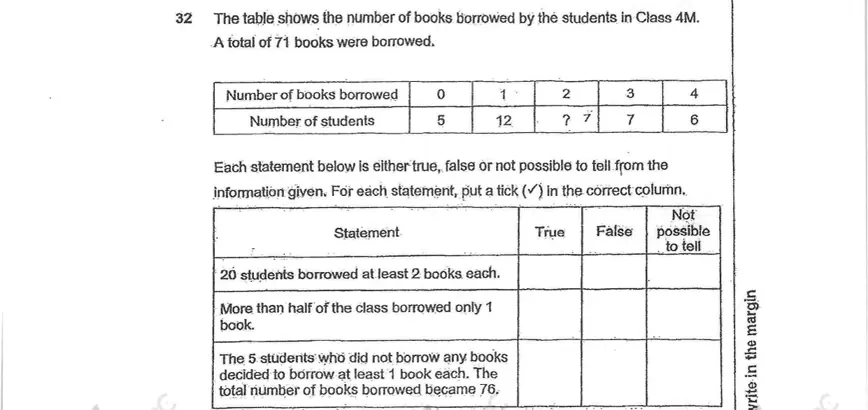 32 The table shows the number of books borrowed by the students in Class 4M.
A total of 71 books were borrowed.
Number of books borrowed 0 1 2 3 4
Number of students 5 12 ? 7 7 6
Each statement below is either true, false or not possible to tell from the
information given. For each statement, put a tick (✓) in the correct column.
Statement True False Not possible to tell
20 students borrowed at least 2 books each.
More than half of the class borrowed only 1
book.
The 5 students who did not borrow any books
decided to borrow at least 1 book each. The
total number of books borrowed became 76.
write in the margin